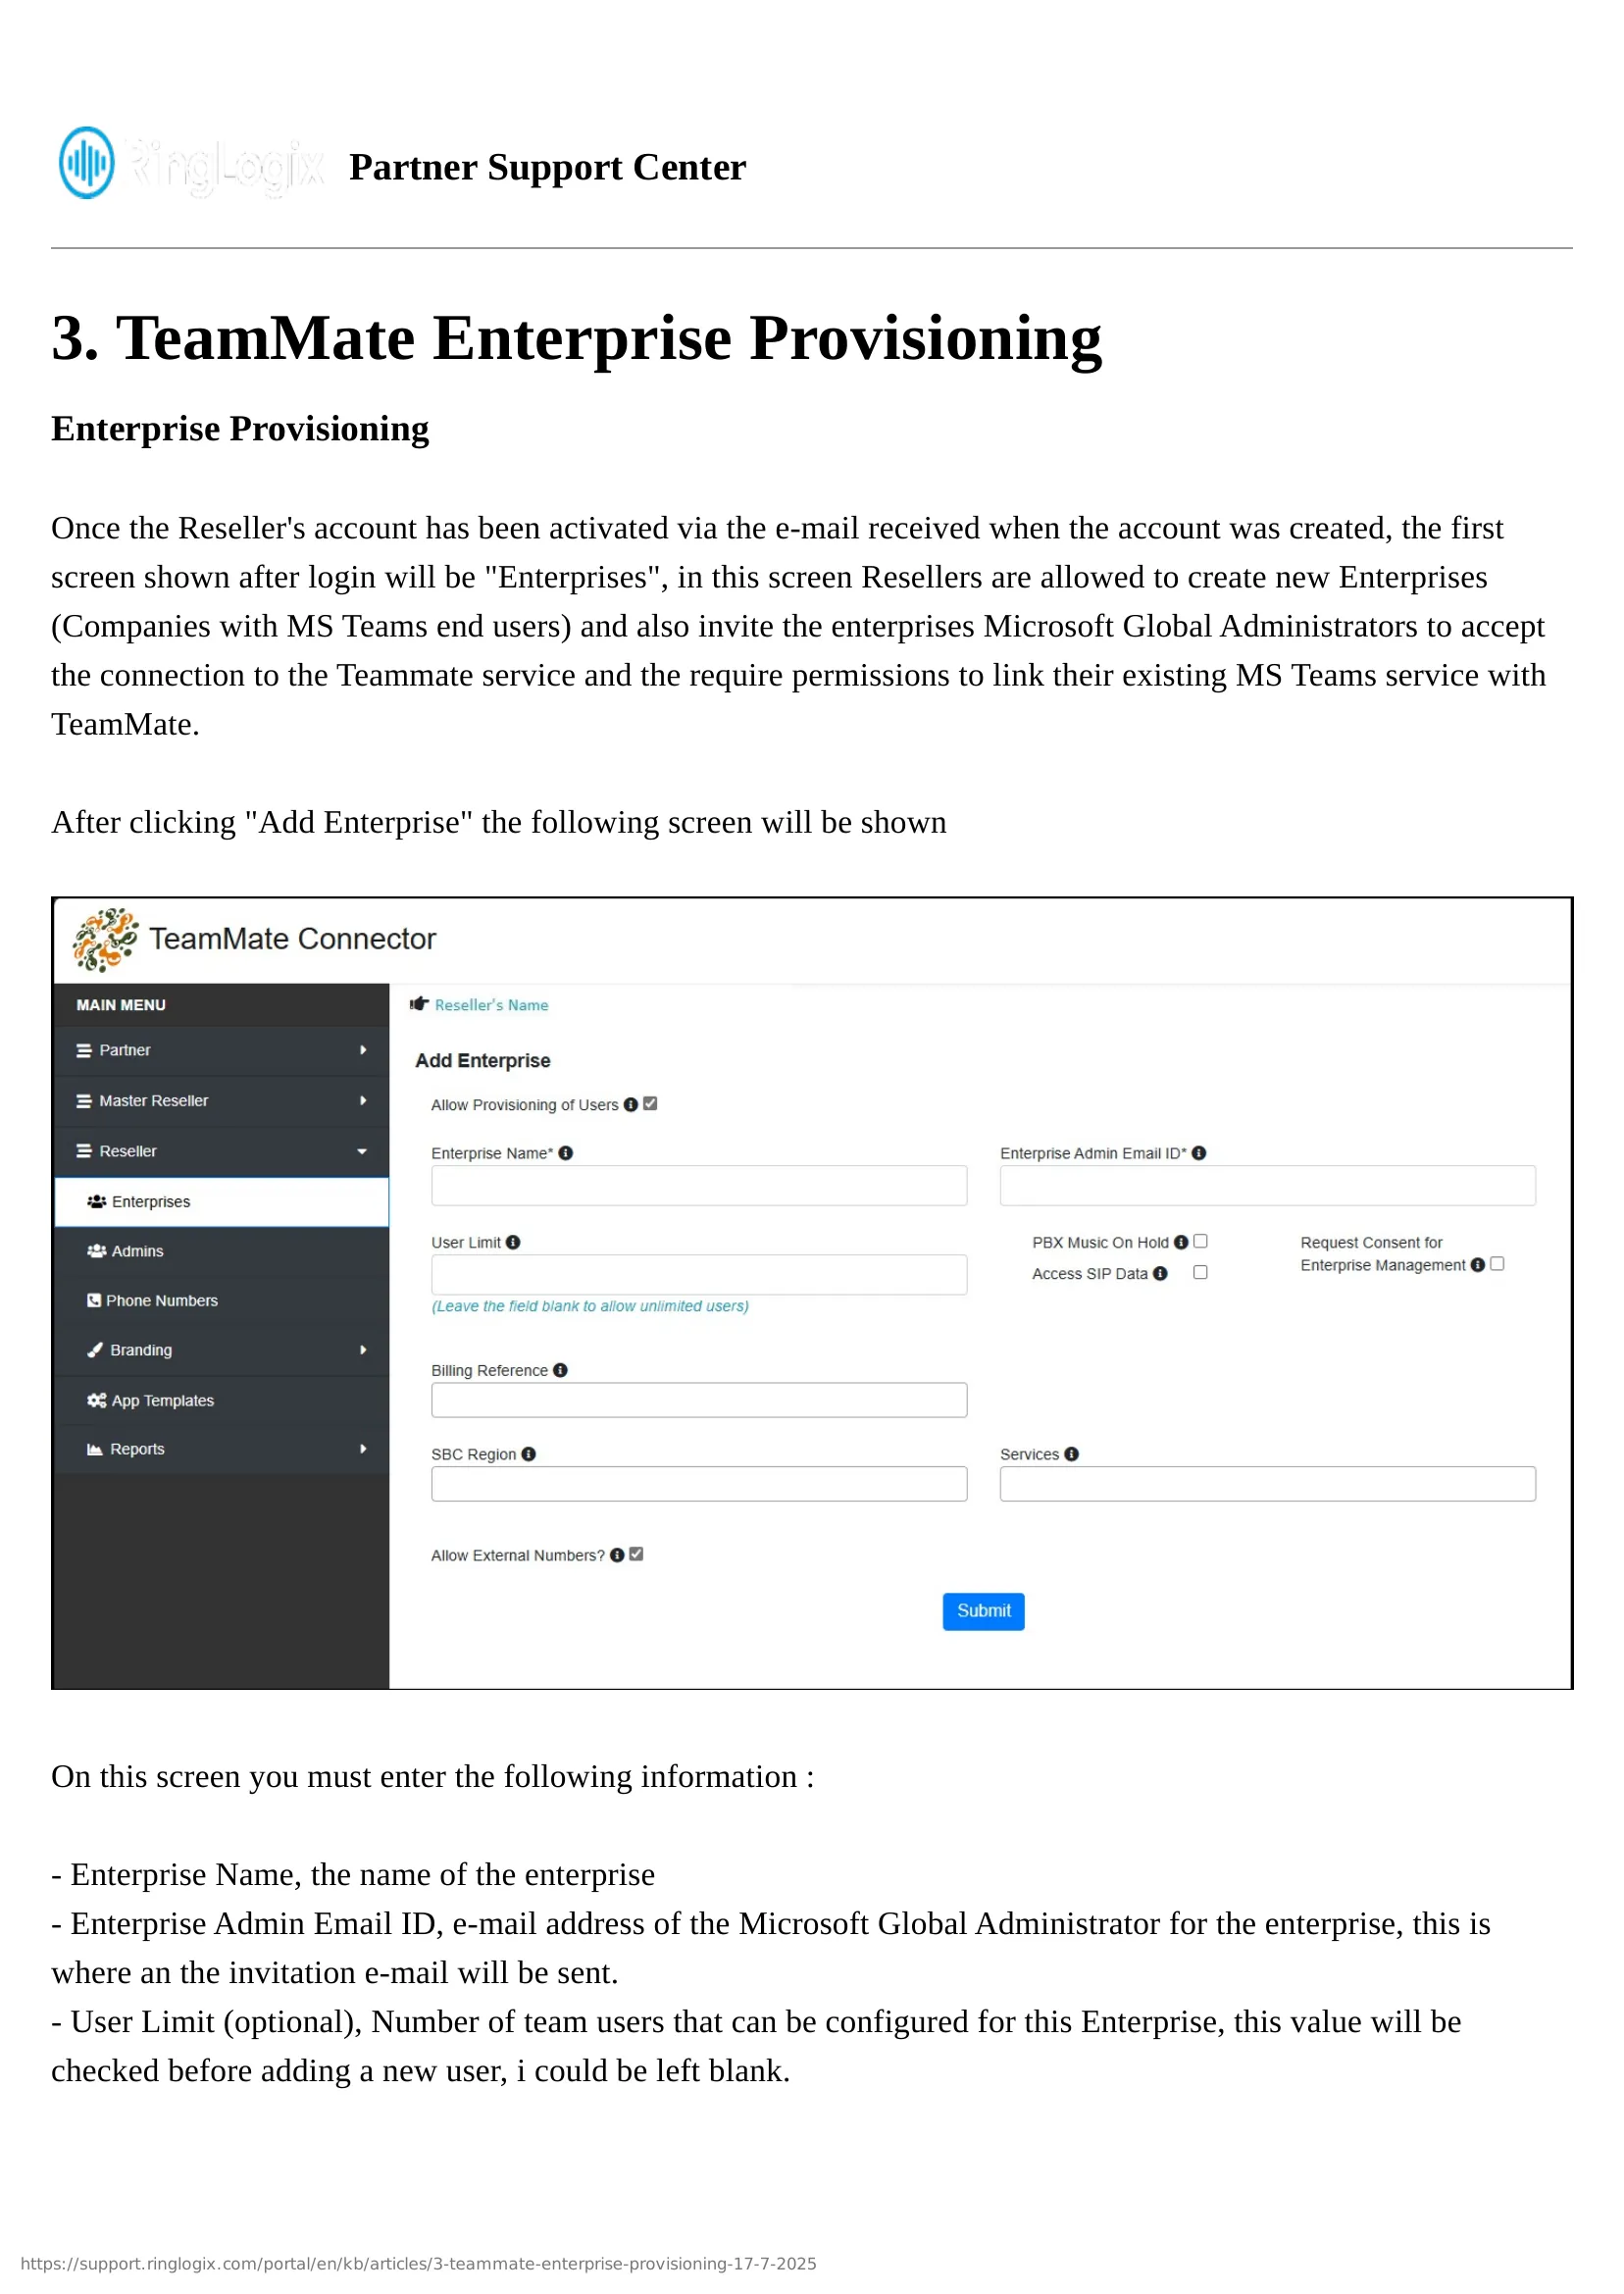 RingLogix Partner Support Center
3. TeamMate Enterprise Provisioning
Enterprise Provisioning
Once the Reseller's account has been activated via the e-mail received when the account was created, the first
screen shown after login will be "Enterprises", in this screen Resellers are allowed to create new Enterprises
(Companies with MS Teams end users) and also invite the enterprises Microsoft Global Administrators to accept
the connection to the Teammate service and the require permissions to link their existing MS Teams service with
TeamMate.
After clicking "Add Enterprise" the following screen will be shown
TeamMate Connector
MAIN MENU
Partner
Master Reseller
Reseller
Enterprises
Admins
Phone Numbers
Branding
App Templates
Reports
Reseller's Name
Add Enterprise
Allow Provisioning of Users
Enterprise Name*
Enterprise Admin Email ID*
User Limit
(Leave the field blank to allow unlimited users)
PBX Music On Hold
Access SIP Data
Request Consent for
Enterprise Management
Billing Reference
SBC Region
Services
Allow External Numbers?
Submit
On this screen you must enter the following information :
- Enterprise Name, the name of the enterprise
- Enterprise Admin Email ID, e-mail address of the Microsoft Global Administrator for the enterprise, this is
where an the invitation e-mail will be sent.
- User Limit (optional), Number of team users that can be configured for this Enterprise, this value will be
checked before adding a new user, i could be left blank.
https://support.ringlogix.com/portal/en/kb/articles/3-teammate-enterprise-provisioning-17-7-2025